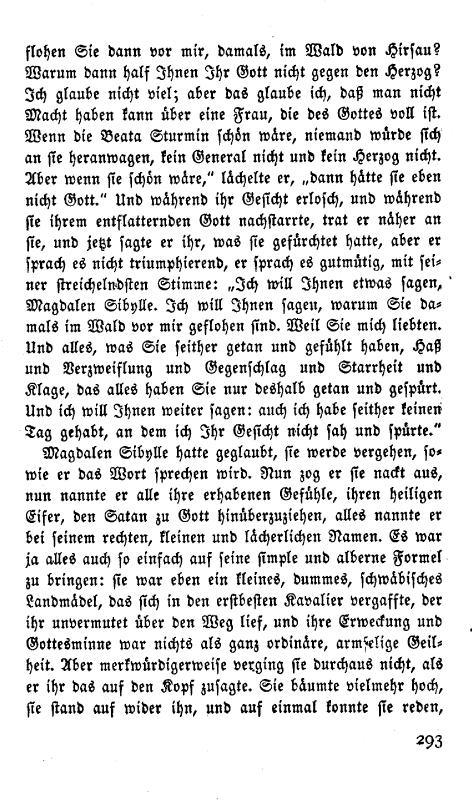 flohen Sie dann vor mir, damals, im Wald von Hirsau?
Warum dann half Ihnen Ihr Gott nicht gegen den Herzog?
Ich glaube nicht viel; aber das glaube ich, daß man nicht
Macht haben kann über eine Frau, die des Gottes voll ist.
Wenn die Beata Sturmin schön wäre, niemand würde sich
an sie heranwagen, kein General nicht und kein Herzog nicht.
Aber wenn sie schön wäre,“ lächelte er, „dann hätte sie eben
nicht Gott.“ Und während ihr Gesicht erlosch, und während
sie ihrem entflatternden Gott nachstarrte, trat er näher an
sie, und jetzt sagte er ihr, was sie gefürchtet hatte, aber er
sprach es nicht triumphierend, er sprach es gutmütig, mit sei-
ner streichelndsten Stimme: „Ich will Ihnen etwas sagen,
Magdalen Sibylle. Ich will Ihnen sagen, warum Sie da-
mals im Wald vor mir geflohen sind. Weil Sie mich liebten.
Und alles, was Sie seither getan und gefühlt haben, Haß
und Verzweiflung und Gegenschlag und Starrheit und
Klage, das alles haben Sie nur deshalb getan und gespürt.
Und ich will Ihnen weiter sagen: auch ich habe seither keinen
Tag gehabt, an dem ich Ihr Gesicht nicht sah und spürte.“
Magdalen Sibylle hatte geglaubt, sie werde vergehen, so-
wie er das Wort sprechen wird. Nun zog er sie nackt aus,
nun nannte er alle ihre erhabenen Gefühle, ihren heiligen
Eifer, den Satan zu Gott hinüberzuziehen, alles nannte er
bei seinem rechten, kleinen und lächerlichen Namen. Es war
ja alles auch so einfach auf seine simple und alberne Formel
zu bringen: sie war eben ein kleines, dummes, schwäbisches
Landmädel, das sich in den erstbesten Kavalier vergaffte, der
ihr unvermutet über den Weg lief, und ihre Erweckung und
Gottesminne war nichts als ganz ordinäre, armselige Geil-
heit. Aber merkwürdigerweise verging sie durchaus nicht, als
er ihr das auf den Kopf zusagte. Sie bäumte vielmehr hoch,
sie stand auf wider ihn, und auf einmal konnte sie reden,
293